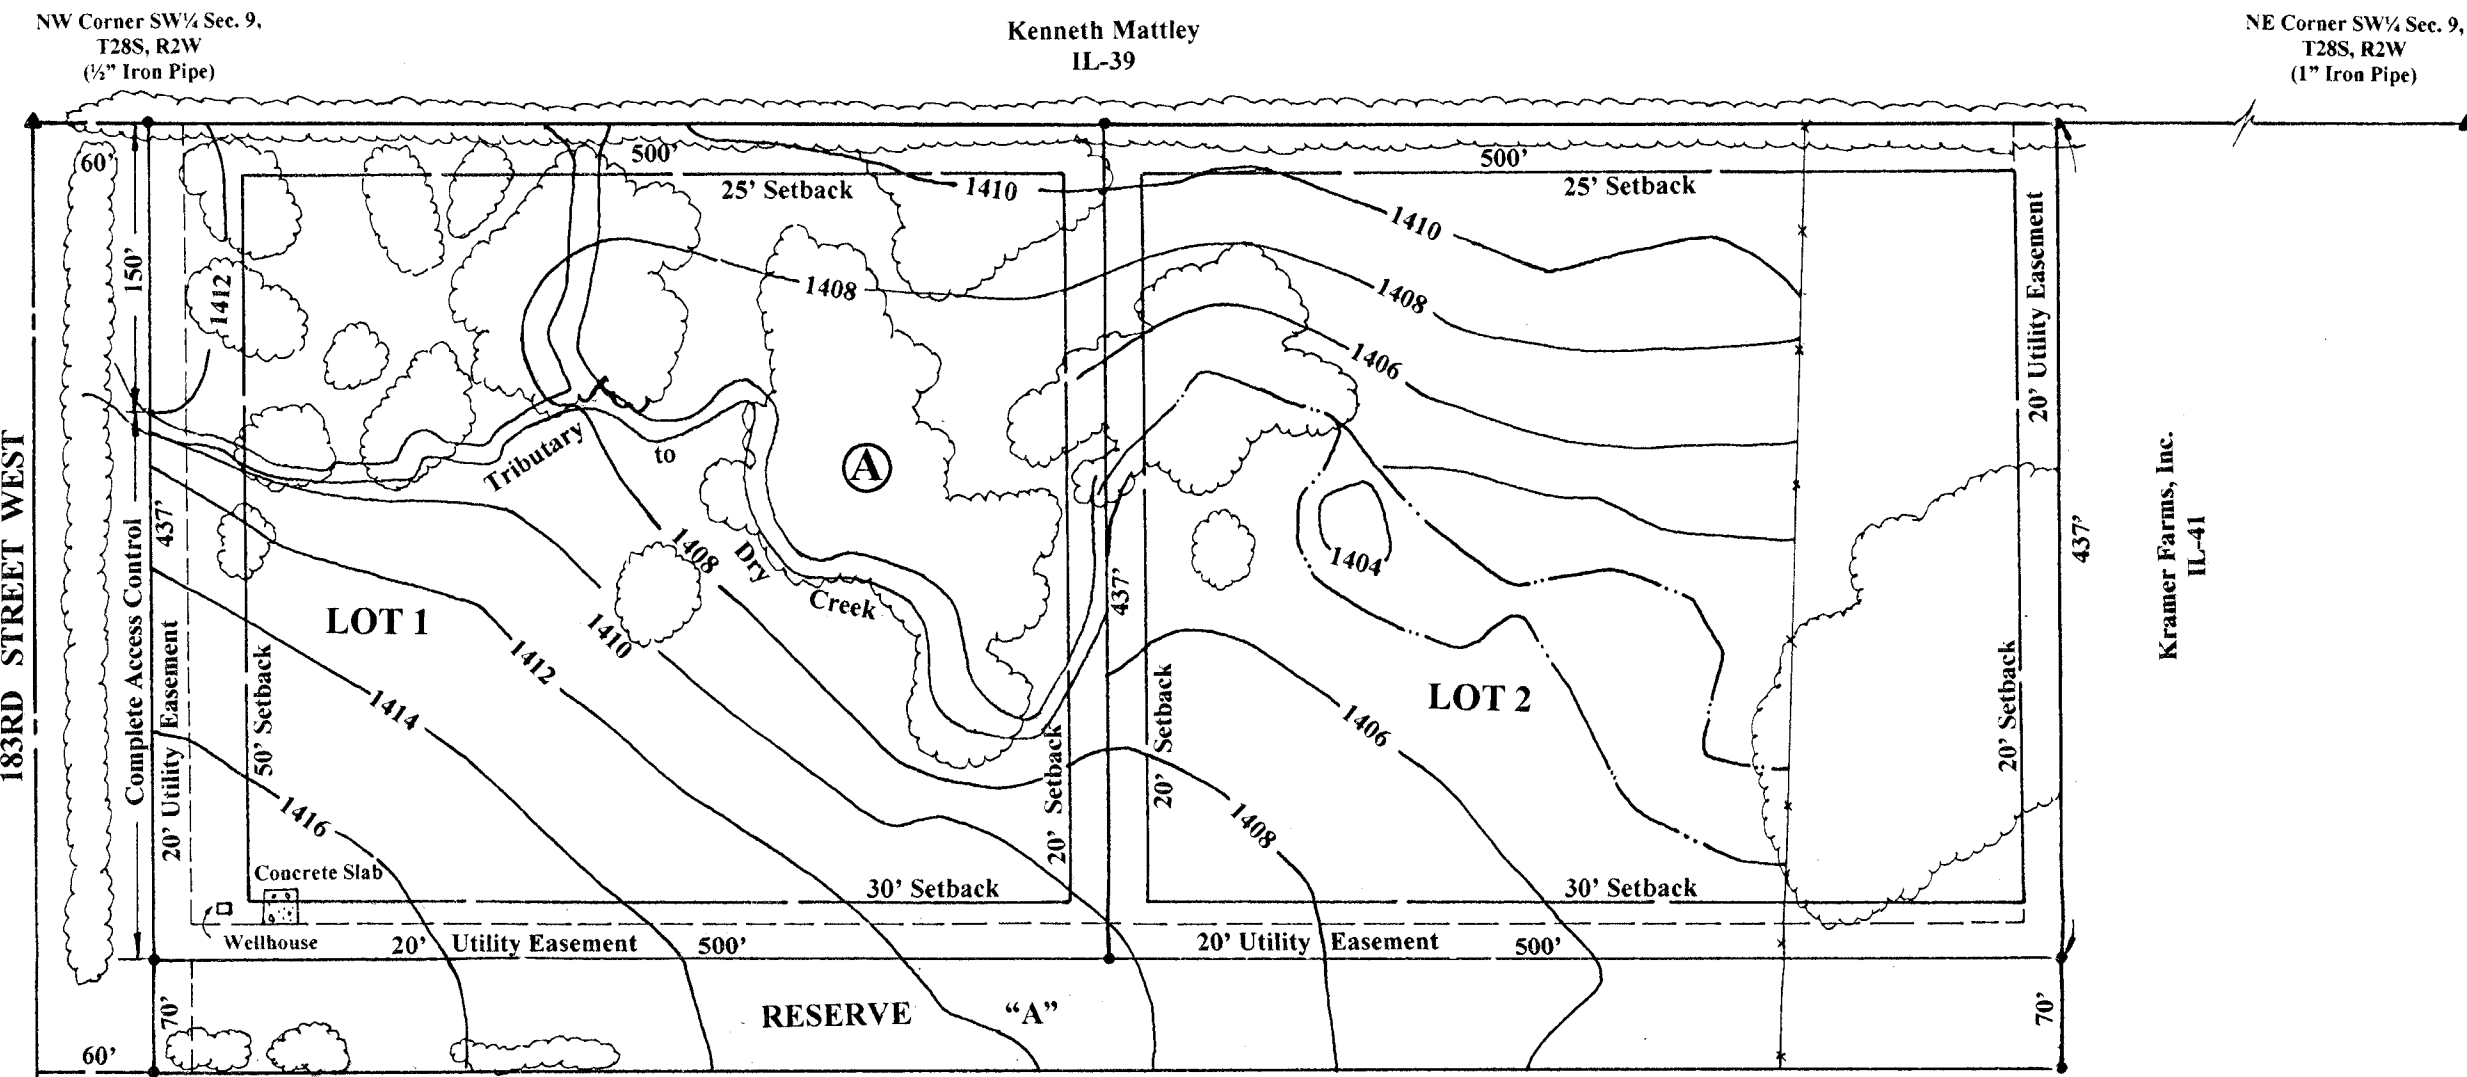 NW Corner SW¼ Sec. 9,
T28S, R2W
(½” Iron Pipe)
Kenneth Mattley
IL-39
NE Corner SW¼ Sec. 9,
T28S, R2W
(1” Iron Pipe)
60’
500’
500’
25’ Setback
1410
25’ Setback
1410
150’
1412
1408
1408
20’ Utility Easement
1406
183RD STREET WEST
Complete Access Control
437’
Tributary
to
Dry
Creek
A
1408
1404
437’
437’
Kramer Farms, Inc.
IL-41
LOT 1
1410
1412
20’ Utility Easement
50’ Setback
1414
20’ Setback
20’ Setback
LOT 2
1406
20’ Setback
1416
1408
Concrete Slab
30’ Setback
30’ Setback
Wellhouse
20’ Utility Easement
500’
20’ Utility Easement
500’
70’
RESERVE “A”
70’
60’